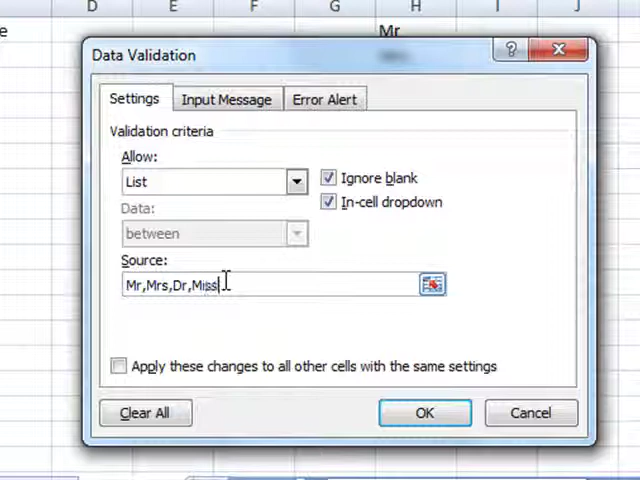 D E F G H I J
e
Mr
Data Validation
?
Settings Input Message Error Alert
Validation criteria
Allow:
List
Ignore blank
Data:
In-cell dropdown
between
Source:
Mr,Mrs,Dr,Miss
Apply these changes to all other cells with the same settings
Clear All OK Cancel